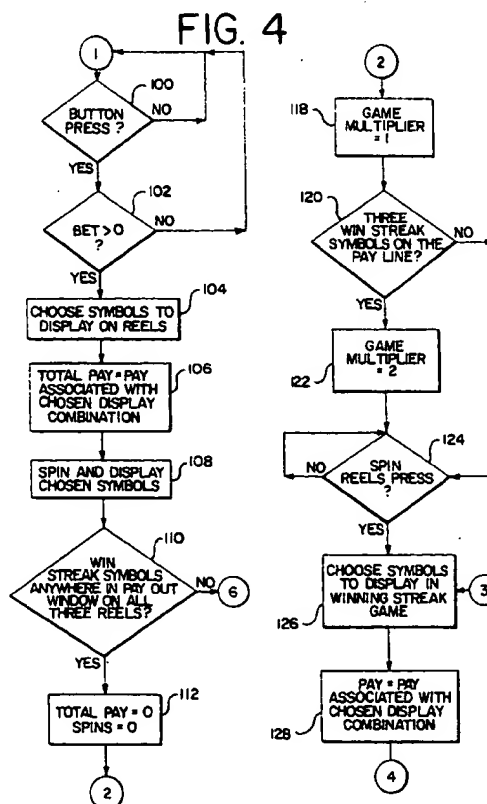 FIG. 4
1
100
BUTTON
PRESS ?
NO
YES
102
BET > 0
?
NO
YES
104
CHOOSE SYMBOLS TO
DISPLAY ON REELS
106
TOTAL PAY = PAY
ASSOCIATED WITH
CHOSEN DISPLAY
COMBINATION
108
SPIN AND DISPLAY
CHOSEN SYMBOLS
110
WIN
STREAK SYMBOLS
ANYWHERE IN PAY OUT
WINDOW ON ALL
THREE REELS?
NO
6
YES
112
TOTAL PAY = 0
SPINS = 0
2
2
118
GAME
MULTIPLIER
= 1
120
THREE
WIN STREAK
SYMBOLS ON THE
PAY LINE?
NO
YES
GAME
MULTIPLIER
= 2
122
124
SPIN
REELS PRESS
?
NO
YES
CHOOSE SYMBOLS
TO DISPLAY IN
WINNING STREAK
GAME
126
3
PAY = PAY
ASSOCIATED WITH
CHOSEN DISPLAY
COMBINATION
128
4